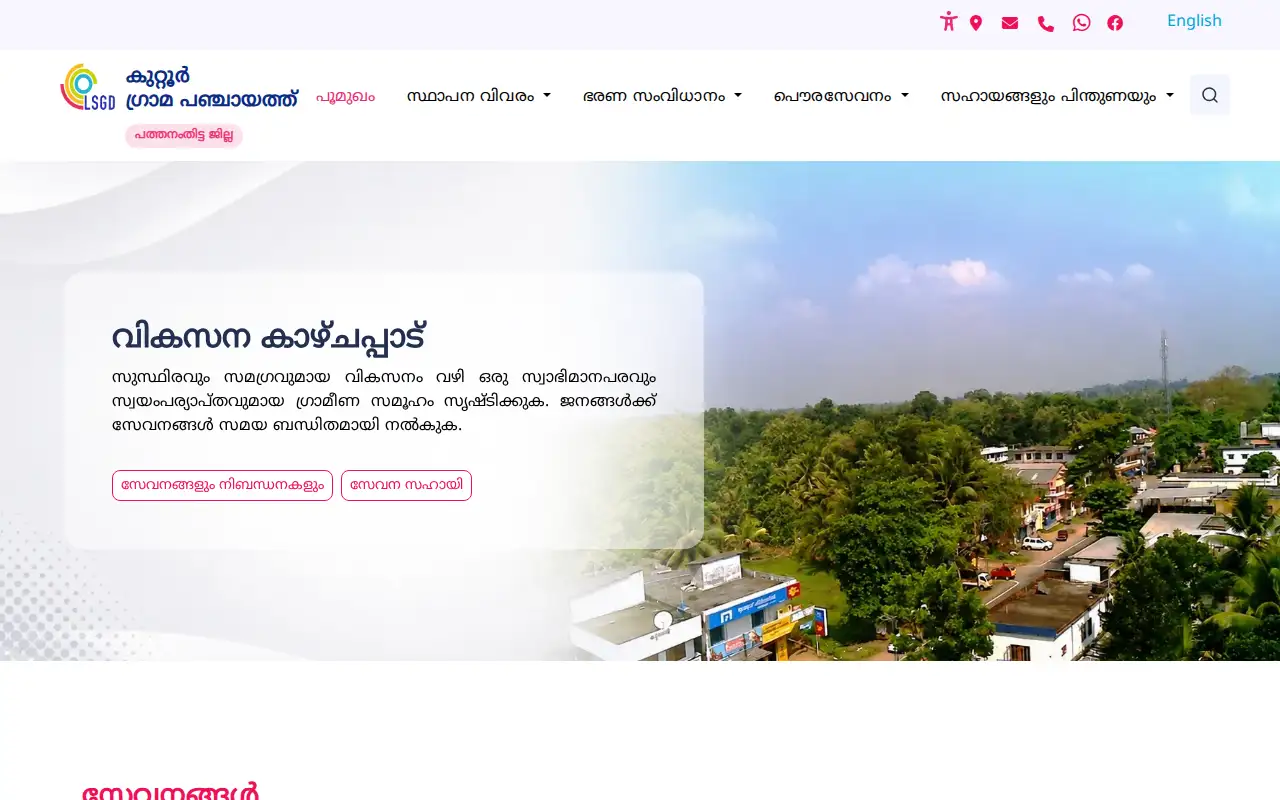 English
LSGD
കുറ്റൂർ
ഗ്രാമ പഞ്ചായത്ത്
പത്തനംതിട്ട ജില്ല
പൂമുഖം
സ്ഥാപന വിവരം
ഭരണ സംവിധാനം
പൌരസേവനം
സഹായങ്ങളും പിന്തുണയും
വികസന കാഴ്ചപ്പാട്
സുസ്ഥിരവും സമഗ്രവുമായ വികസനം വഴി ഒരു സ്വാഭിമാനപരവും
സ്വയംപര്യാപ്തവുമായ ഗ്രാമീണ സമൂഹം സൃഷ്ടിക്കുക. ജനങ്ങൾക്ക്
സേവനങ്ങൾ സമയ ബന്ധിതമായി നൽകുക.
സേവനങ്ങളും നിബന്ധനകളും
സേവന സഹായി
സേവനങ്ങൾ